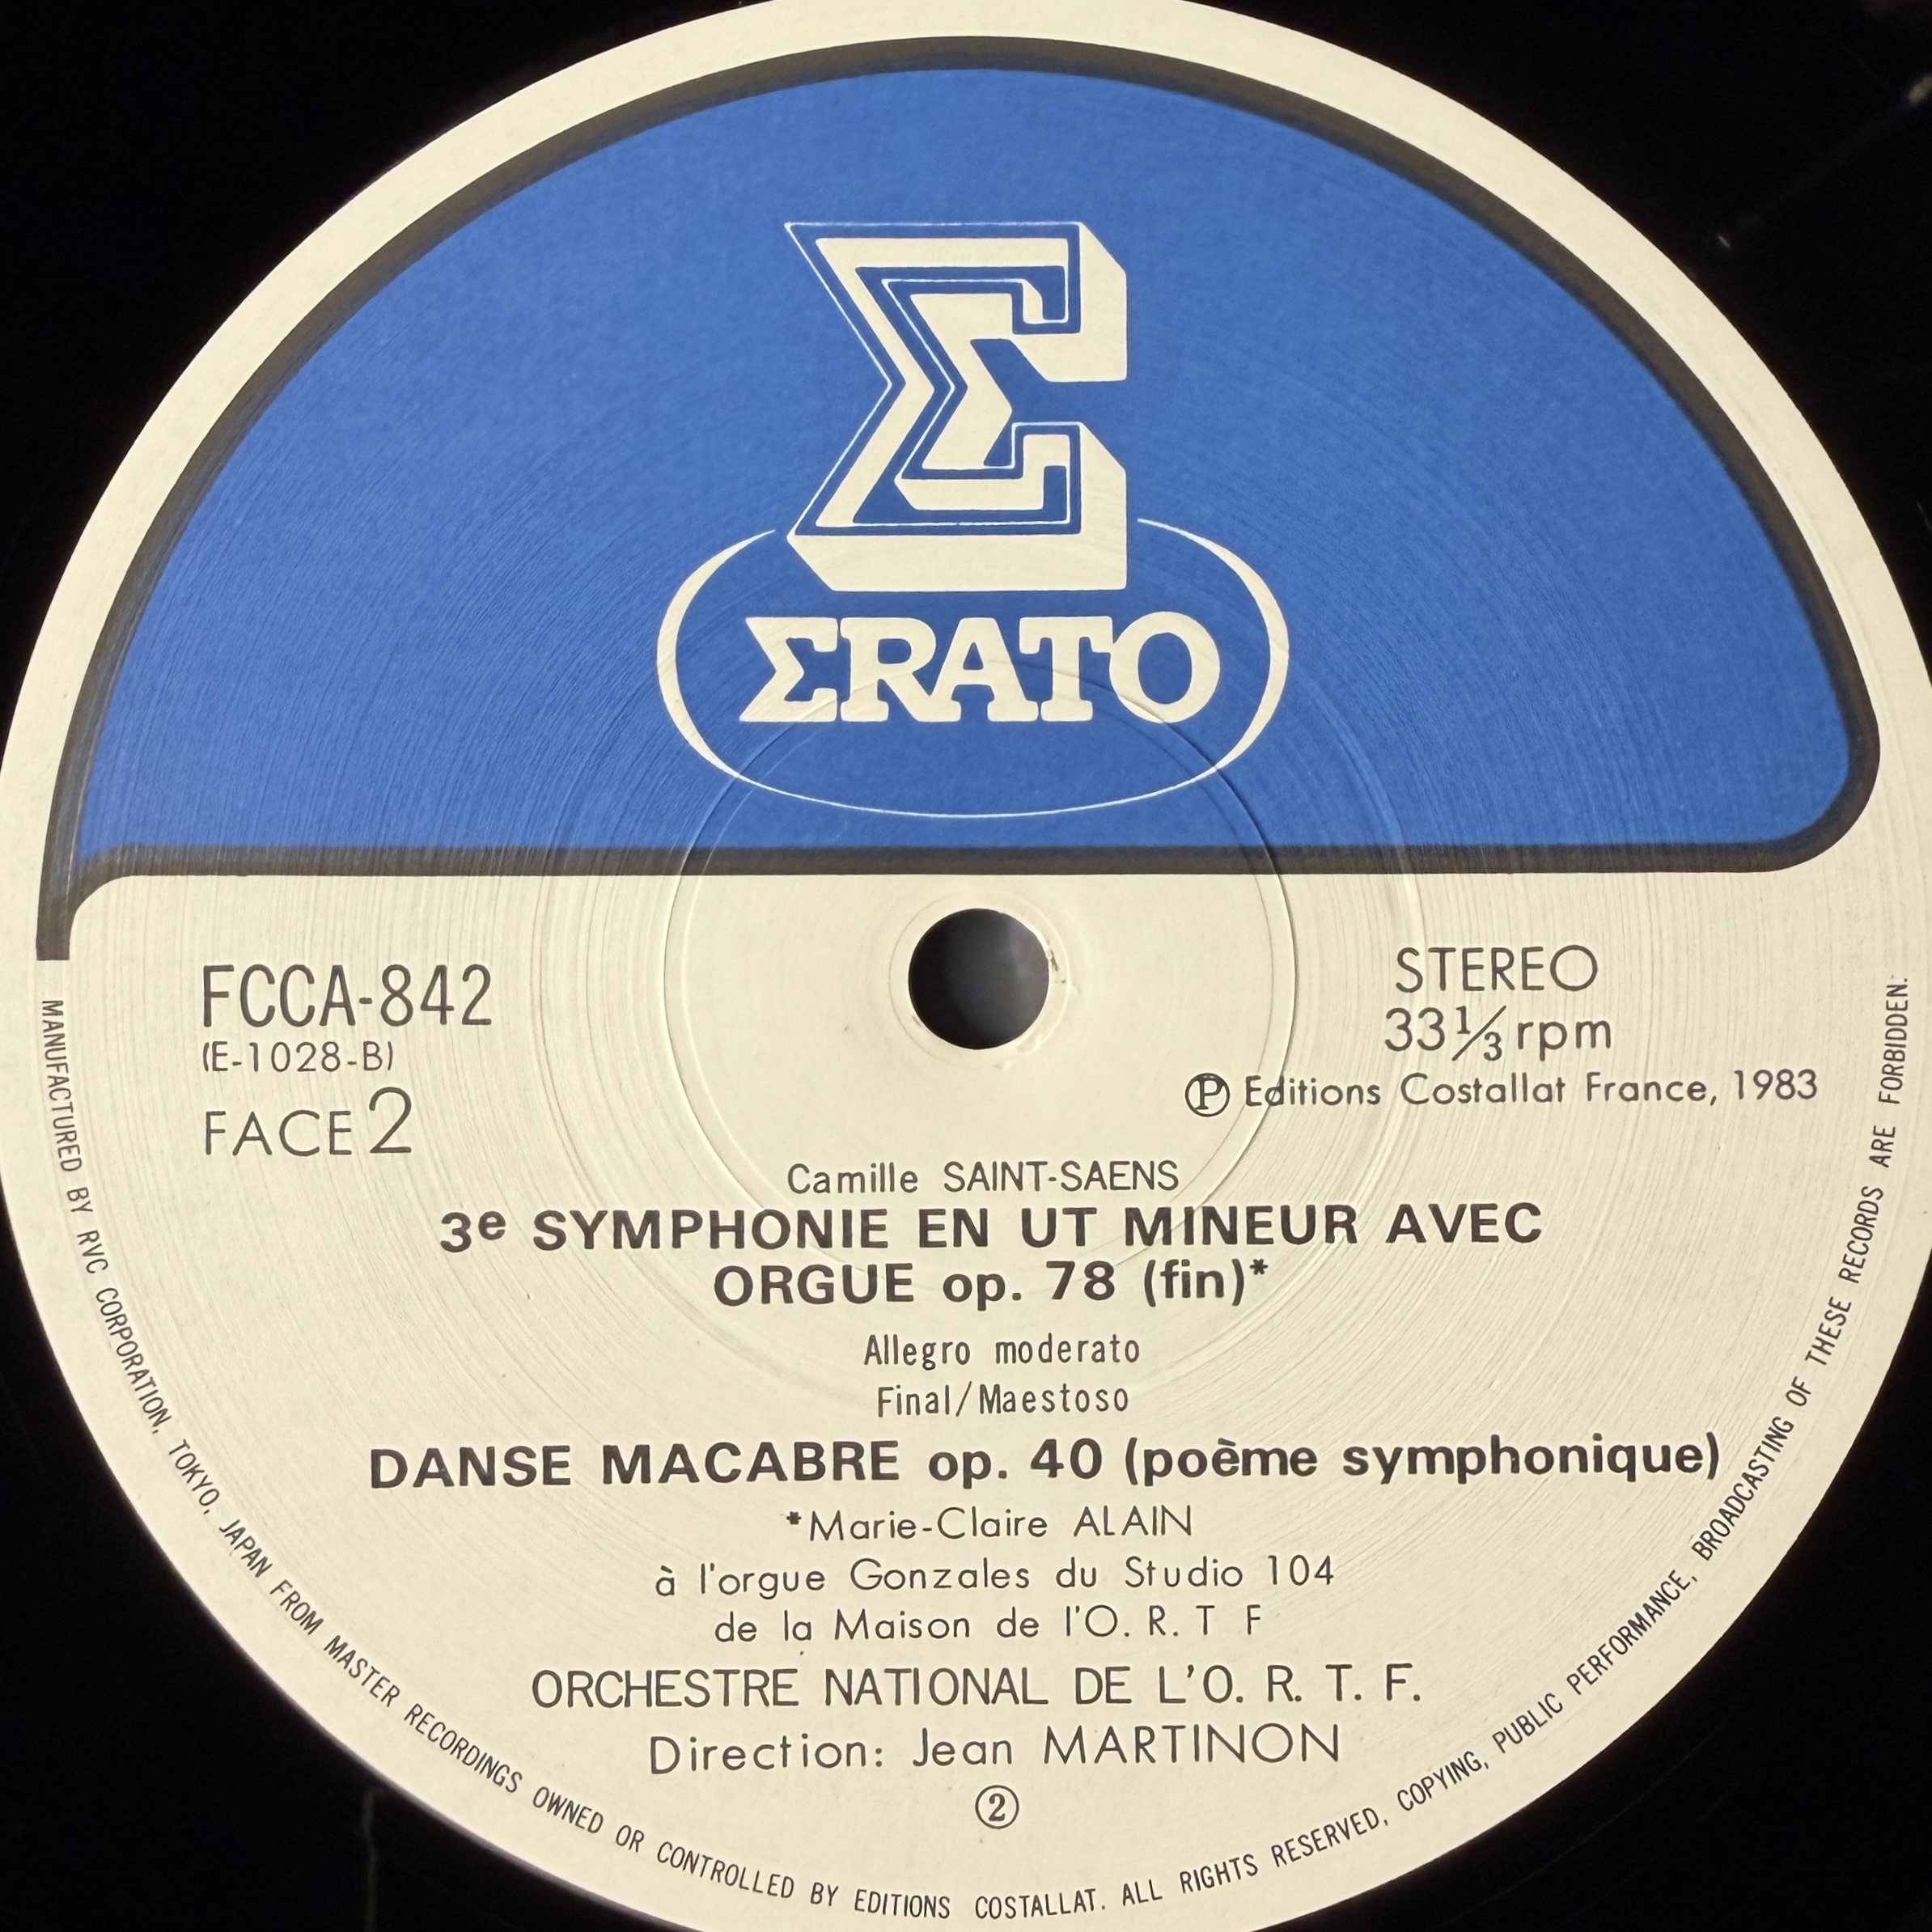 Σ
ΣRATO
FCCA-842
(E-1028-B)
FACE 2
STEREO
33 1/3 rpm
Ⓟ Editions Costallat France, 1983
Camille SAINT-SAENS
3e SYMPHONIE EN UT MINEUR AVEC
ORGUE op. 78 (fin)*
Allegro moderato
Final/Maestoso
DANSE MACABRE op. 40 (poème symphonique)
*Marie-Claire ALAIN
à l'orgue Gonzales du Studio 104
de la Maison de l'O. R. T F
ORCHESTRE NATIONAL DE L'O. R. T. F.
Direction: Jean MARTINON
②
MANUFACTURED BY RVC CORPORATION, TOKYO, JAPAN FROM MASTER RECORDINGS OWNED OR CONTROLLED BY EDITIONS COSTALLAT. ALL RIGHTS RESERVED, COPYING, PUBLIC PERFORMANCE, BROADCASTING OF THESE RECORDS ARE FORBIDDEN.